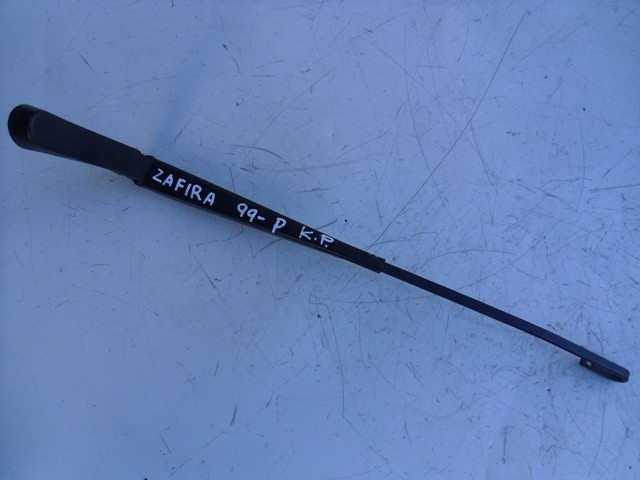 ZAFIRA 99- P K.P.